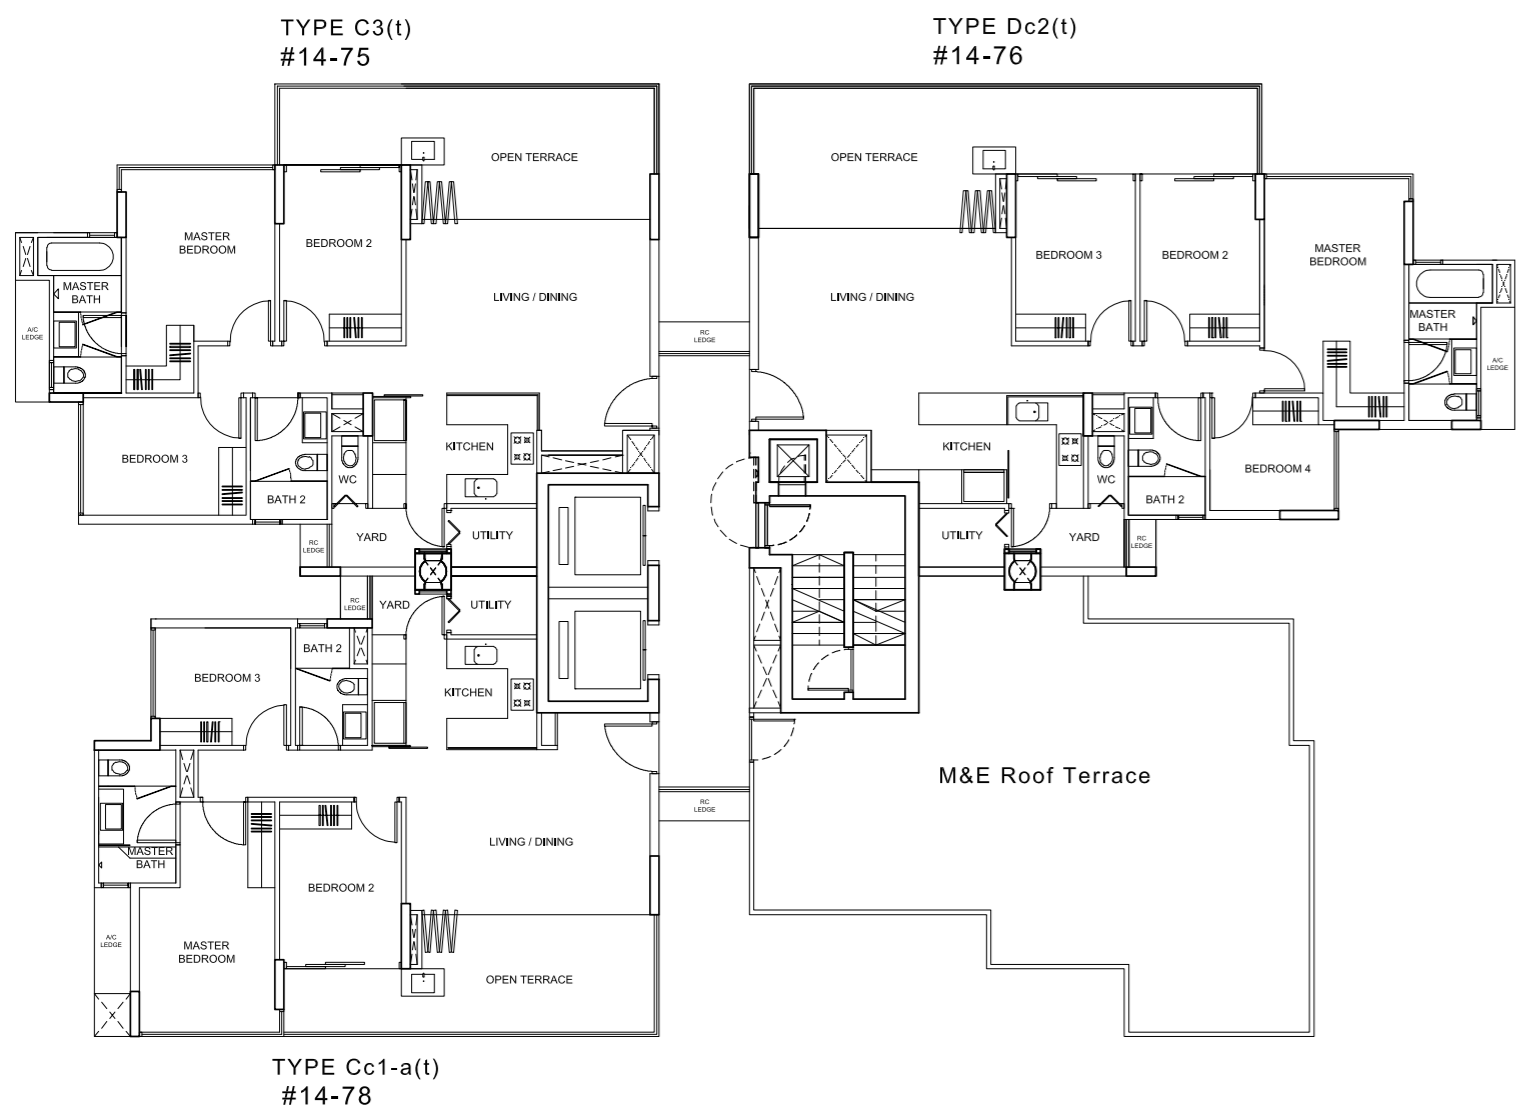 TYPE C3(t)
#14-75
TYPE Dc2(t)
#14-76
OPEN TERRACE
OPEN TERRACE
MASTER
BEDROOM
BEDROOM 2
BEDROOM 3
BEDROOM 2
MASTER
BEDROOM
MASTER
BATH
LIVING / DINING
LIVING / DINING
MASTER
BATH
A/C
LEDGE
RC
LEDGE
A/C
LEDGE
BEDROOM 3
KITCHEN
KITCHEN
BEDROOM 4
WC
WC
BATH 2
BATH 2
YARD
UTILITY
UTILITY
YARD
RC
LEDGE
RC
LEDGE
RC
LEDGE
YARD
UTILITY
BATH 2
BEDROOM 3
KITCHEN
M&E Roof Terrace
RC
LEDGE
LIVING / DINING
MASTER
BATH
BEDROOM 2
A/C
LEDGE
MASTER
BEDROOM
OPEN TERRACE
TYPE Cc1-a(t)
#14-78